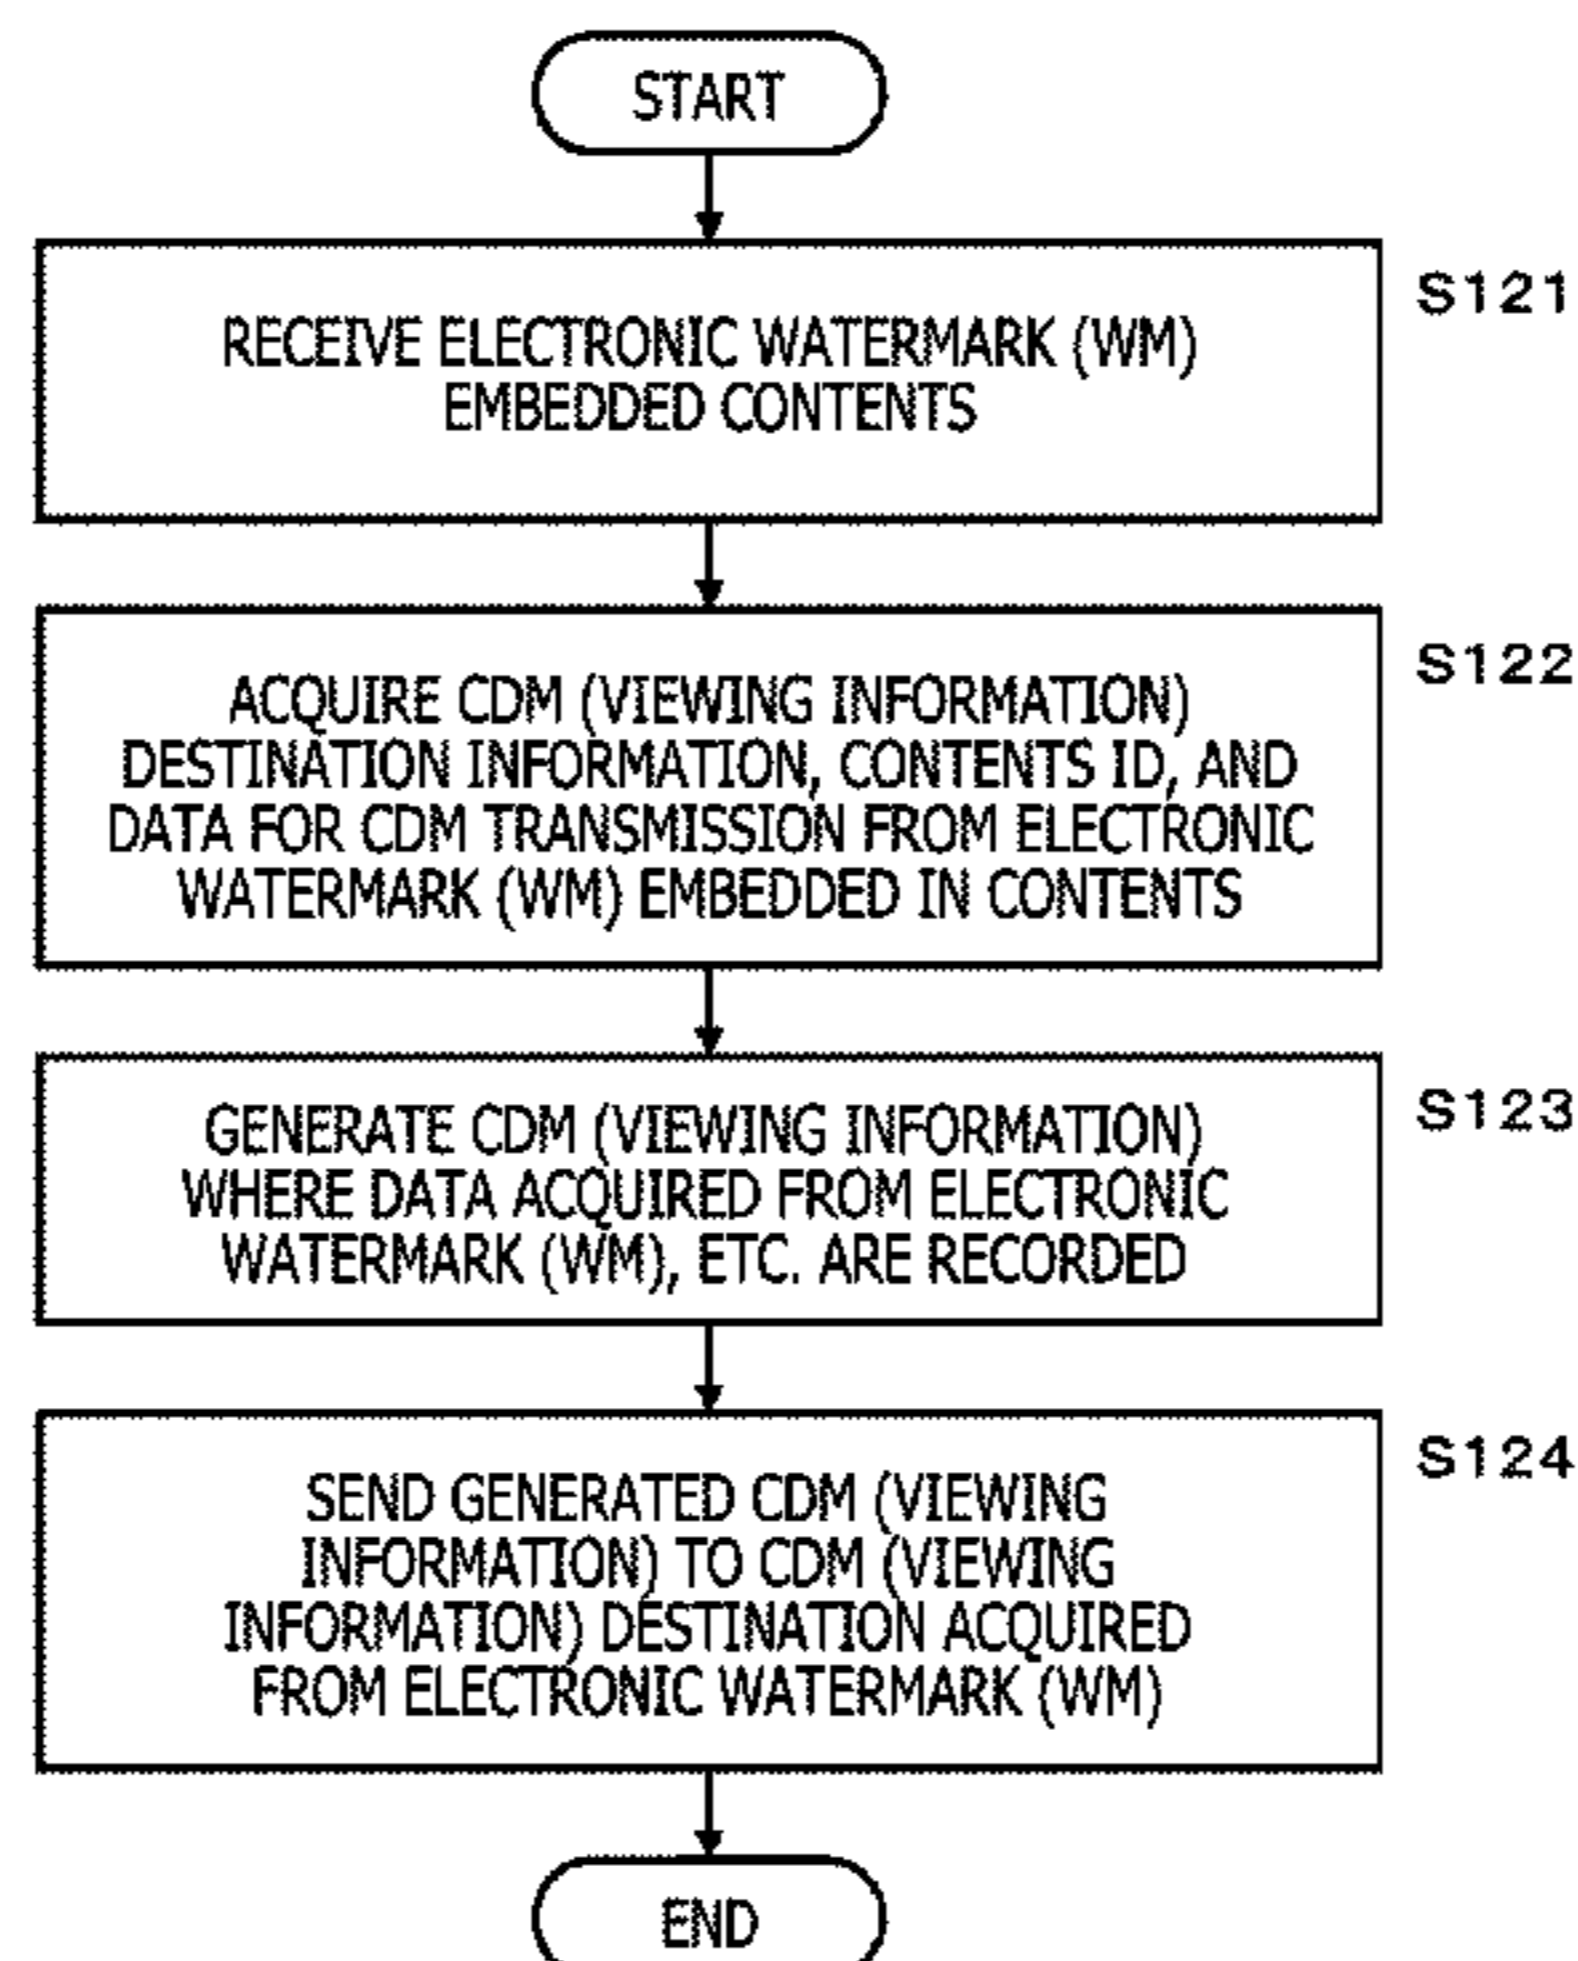 START
S121
RECEIVE ELECTRONIC WATERMARK (WM)
EMBEDDED CONTENTS
S122
ACQUIRE CDM (VIEWING INFORMATION)
DESTINATION INFORMATION, CONTENTS ID, AND
DATA FOR CDM TRANSMISSION FROM ELECTRONIC
WATERMARK (WM) EMBEDDED IN CONTENTS
S123
GENERATE CDM (VIEWING INFORMATION)
WHERE DATA ACQUIRED FROM ELECTRONIC
WATERMARK (WM), ETC. ARE RECORDED
S124
SEND GENERATED CDM (VIEWING
INFORMATION) TO CDM (VIEWING
INFORMATION) DESTINATION ACQUIRED
FROM ELECTRONIC WATERMARK (WM)
END